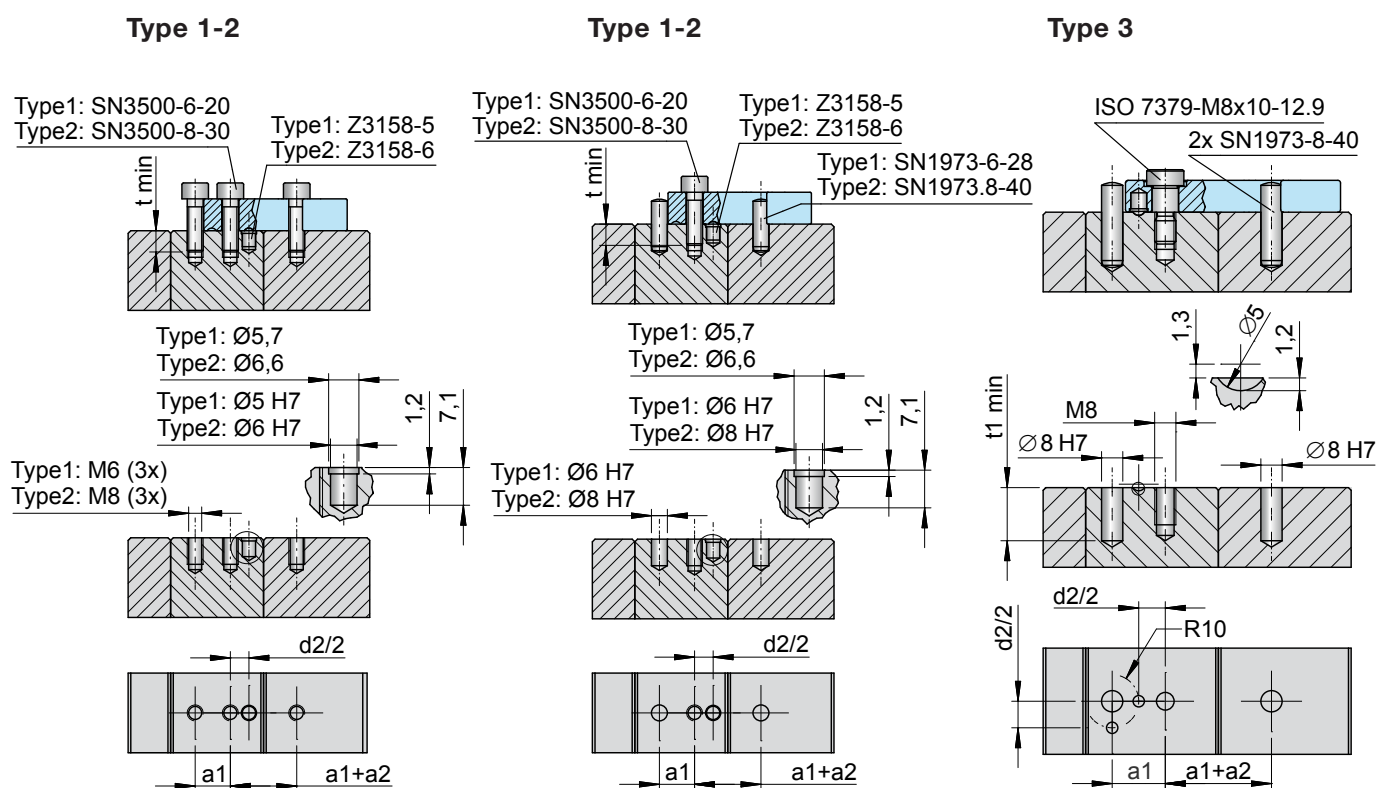 Type 1-2
Type1: SN3500-6-20
Type2: SN3500-8-30
Type1: Z3158-5
Type2: Z3158-6
t min
Type1: Ø5,7
Type2: Ø6,6
Type1: Ø5 H7
Type2: Ø6 H7
1,2
7,1
Type1: M6 (3x)
Type2: M8 (3x)
d2/2
a1
a1+a2
Type 1-2
Type1: SN3500-6-20
Type2: SN3500-8-30
Type1: Z3158-5
Type2: Z3158-6
Type1: SN1973-6-28
Type2: SN1973.8-40
t min
Type1: Ø5,7
Type2: Ø6,6
Type1: Ø6 H7
Type2: Ø8 H7
1,2
7,1
Type1: Ø6 H7
Type2: Ø8 H7
d2/2
a1
a1+a2
Type 3
ISO 7379-M8x10-12.9
2x SN1973-8-40
1,3
Ø5
1,2
t1 min
M8
Ø8 H7
Ø8 H7
d2/2
d2/2
R10
a1
a1+a2